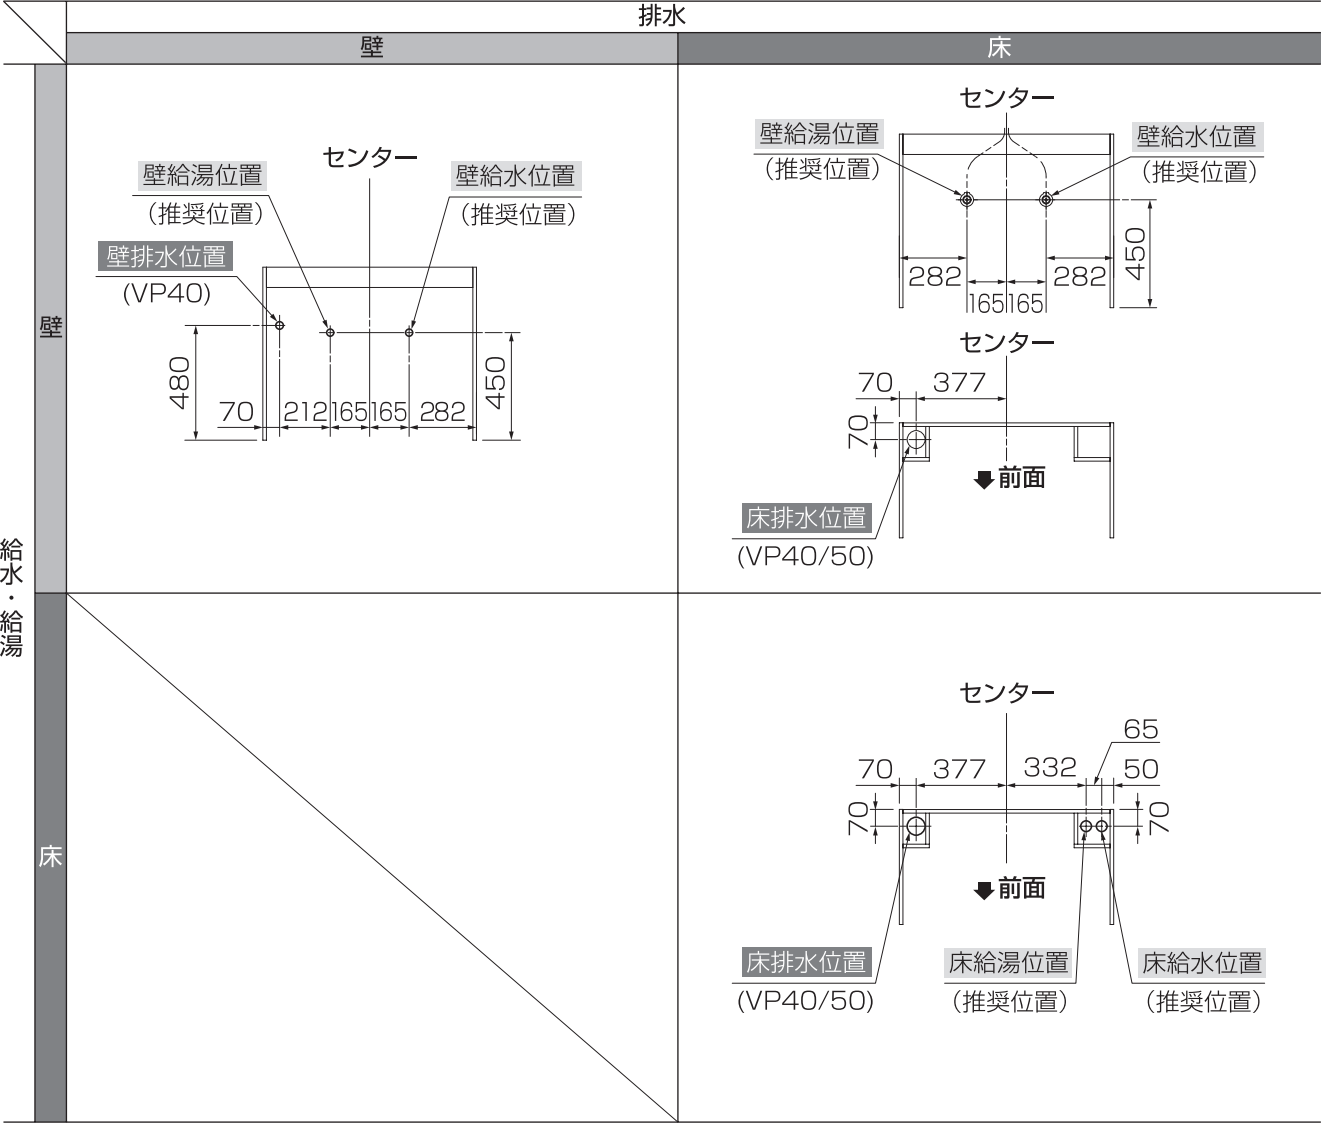 排水
壁
床
給水・給湯
壁
床
センター
壁給湯位置
(推奨位置)
壁給水位置
(推奨位置)
壁排水位置
(VP40)
480
70
212
165
165
282
450
センター
壁給湯位置
(推奨位置)
壁給水位置
(推奨位置)
282
165
165
282
450
センター
70
377
70
前面
床排水位置
(VP40/50)
センター
65
70
377
332
50
70
70
前面
床排水位置
(VP40/50)
床給湯位置
(推奨位置)
床給水位置
(推奨位置)